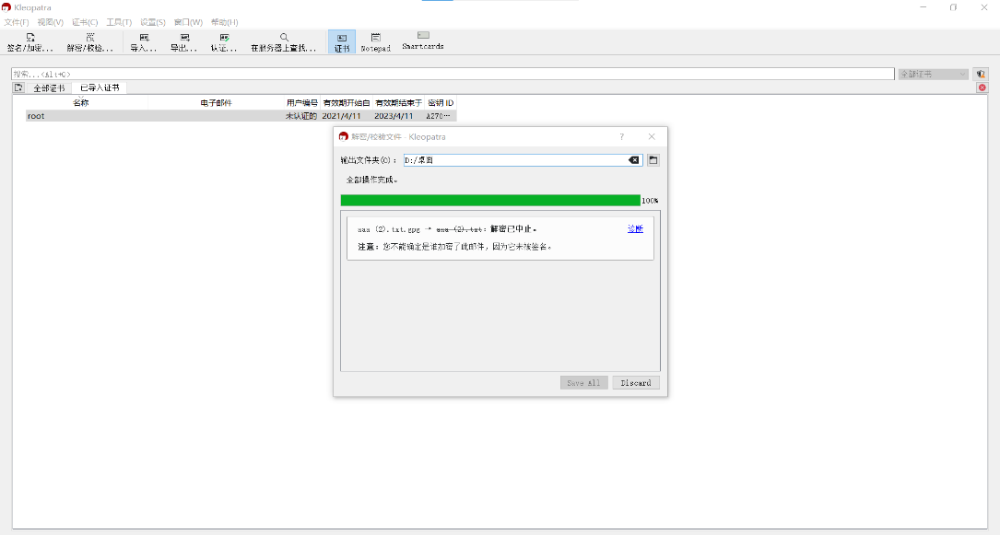 Kleopatra
文件(F) 视图(V) 证书(C) 工具(T) 设置(S) 窗口(W) 帮助(H)
签名/加密... 解密/校验... 导入... 导出... 认证... 在服务器上查找... 证书 Notepad Smartcards
搜索...<Alt+Q> 全部证书
全部证书 已导入证书
名称 电子邮件 用户编号 有效期开始自 有效期结束于 密钥 ID
root 未认证的 2021/4/11 2023/4/11 A270…
解密/校验文件 - Kleopatra ?
输出文件夹(O)： D:/桌面
全部操作完成。
100%
aaa (2).txt.gpg → aaa (2).txt：解密已中止。 诊断
注意：您不能确定是谁加密了此邮件，因为它未被签名。
Save All Discard